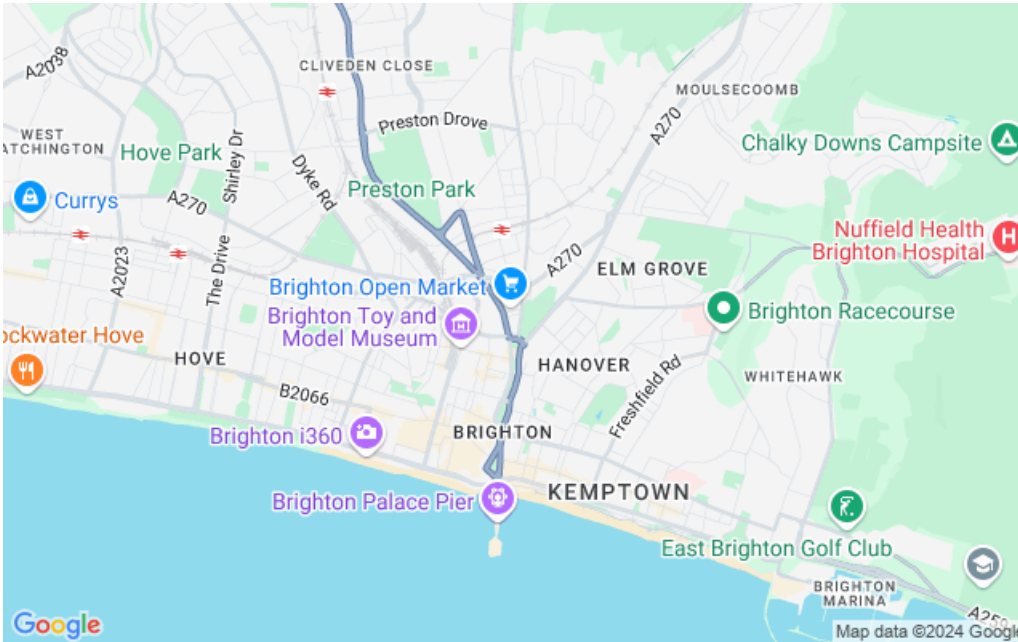 A2038
CLIVEDEN CLOSE
MOULSECOOMB
WEST
ATCHINGTON
Hove Park
Shirley Dr
Preston Drove
A270
Chalky Downs Campsite
Dyke Rd
Preston Park
Currys
A270
Nuffield Health
Brighton Hospital
H
A2023
The Drive
A270
ELM GROVE
Brighton Open Market
Brighton Toy and
Model Museum
Brighton Racecourse
ockwater Hove
HOVE
HANOVER
Freshfield Rd
WHITEHAWK
B2066
Brighton i360
BRIGHTON
Brighton Palace Pier
KEMPTOWN
East Brighton Golf Club
BRIGHTON
MARINA
A259
Google
Map data ©2024 Google